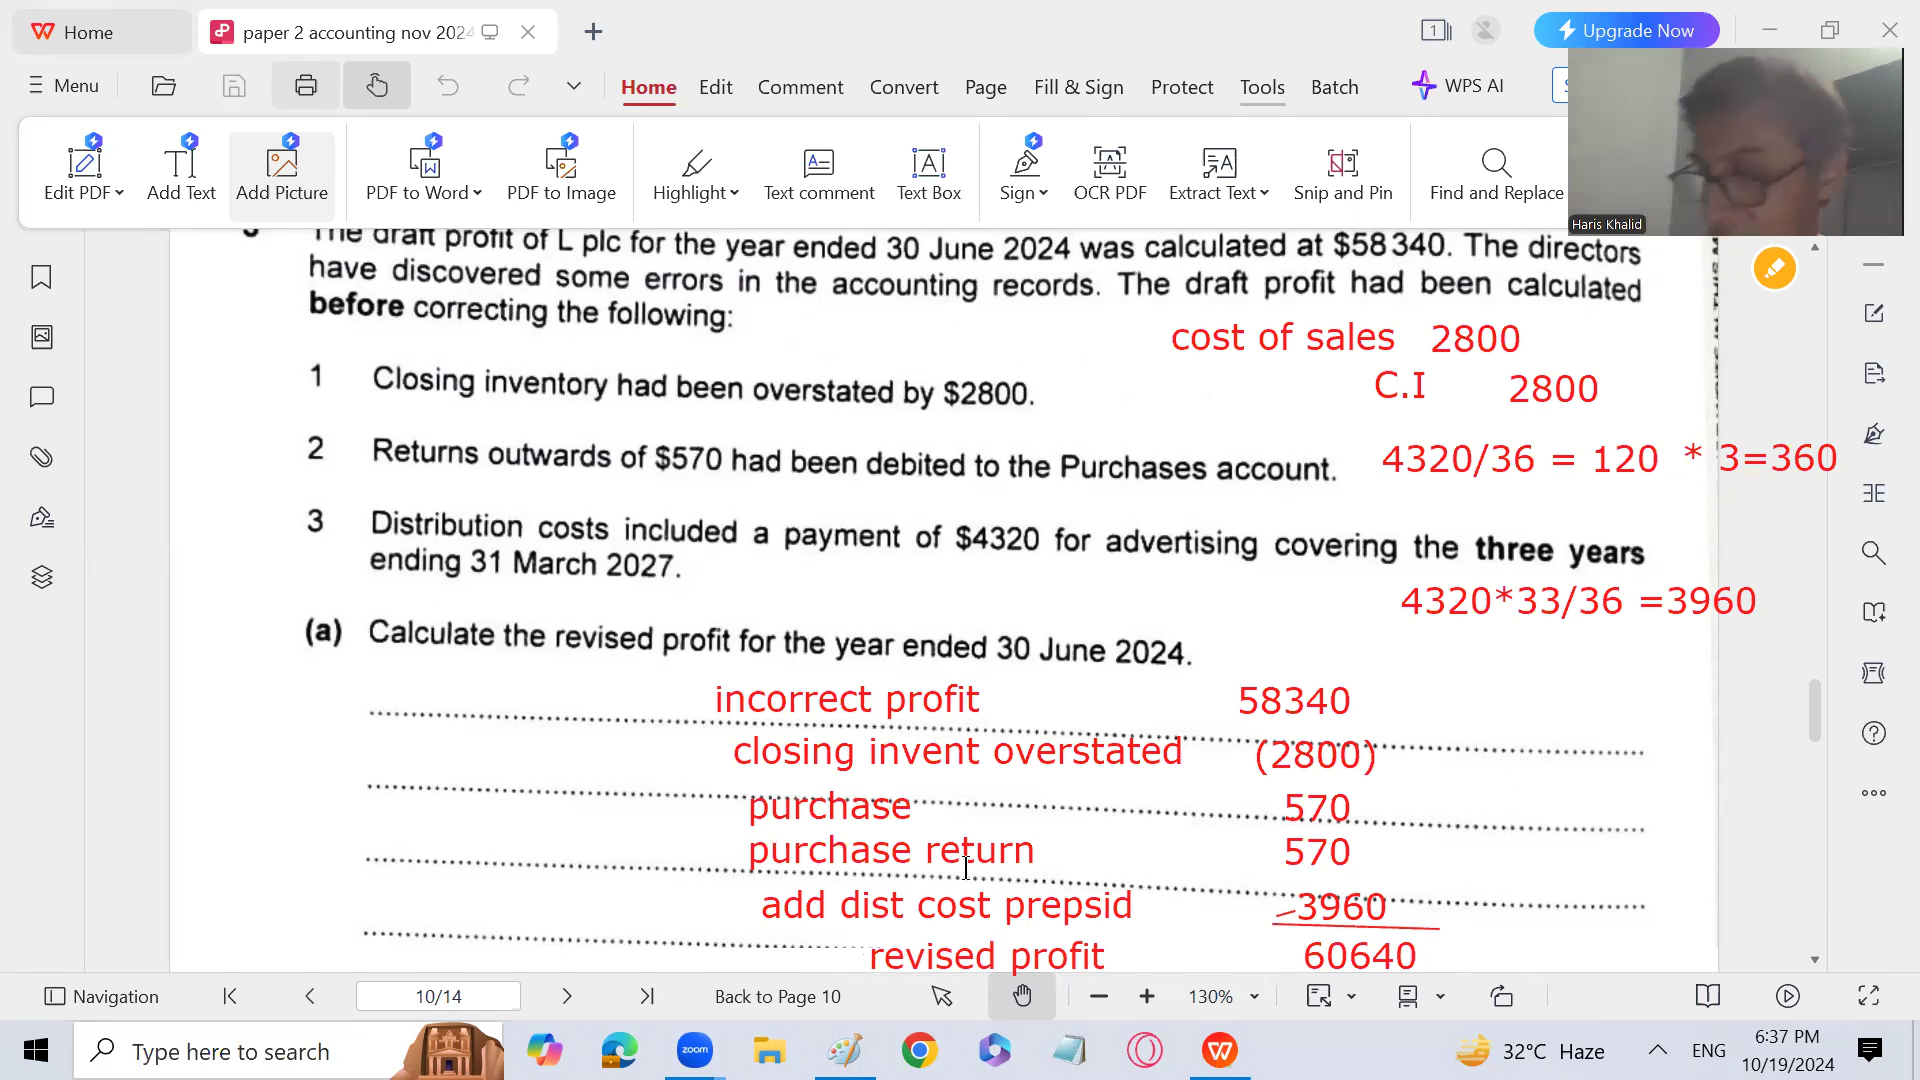 Home
paper 2 accounting nov 2024
Upgrade Now
Menu
Home Edit Comment Convert Page Fill & Sign Protect Tools Batch WPS AI
Edit PDF Add Text Add Picture PDF to Word PDF to Image Highlight Text comment Text Box Sign OCR PDF Extract Text Snip and Pin Find and Replace
Haris Khalid
The draft profit of L plc for the year ended 30 June 2024 was calculated at $58340. The directors
have discovered some errors in the accounting records. The draft profit had been calculated
before correcting the following:
cost of sales 2800
1 Closing inventory had been overstated by $2800.
C.I 2800
2 Returns outwards of $570 had been debited to the Purchases account.
4320/36 = 120 * 3=360
3 Distribution costs included a payment of $4320 for advertising covering the three years
ending 31 March 2027.
4320*33/36 =3960
(a) Calculate the revised profit for the year ended 30 June 2024.
incorrect profit 58340
closing invent overstated (2800)
purchase 570
purchase return 570
add dist cost prepsid 3960
revised profit 60640
Navigation 10/14 Back to Page 10 130%
Type here to search
zoom
32°C Haze
ENG
6:37 PM
10/19/2024